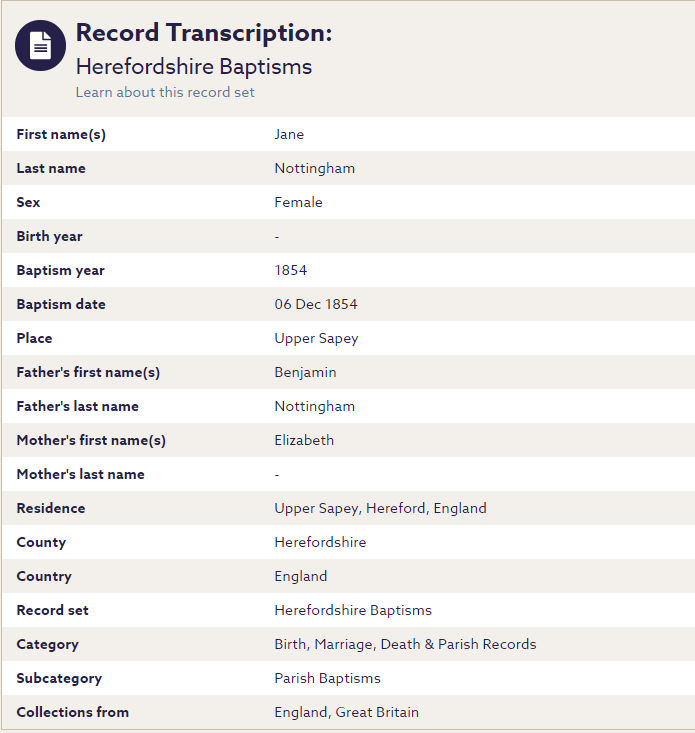 Record Transcription:
Herefordshire Baptisms
Learn about this record set
First name(s) Jane
Last name Nottingham
Sex Female
Birth year -
Baptism year 1854
Baptism date 06 Dec 1854
Place Upper Sapey
Father's first name(s) Benjamin
Father's last name Nottingham
Mother's first name(s) Elizabeth
Mother's last name -
Residence Upper Sapey, Hereford, England
County Herefordshire
Country England
Record set Herefordshire Baptisms
Category Birth, Marriage, Death & Parish Records
Subcategory Parish Baptisms
Collections from England, Great Britain